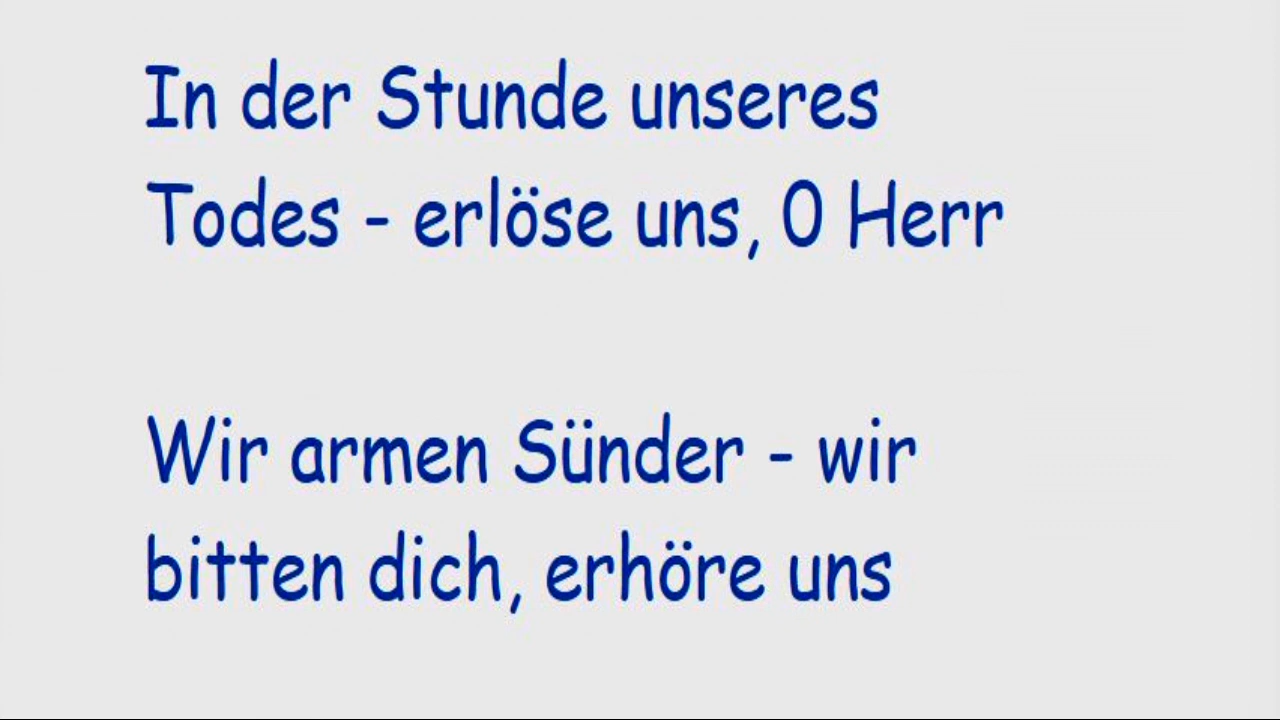 In der Stunde unseres
Todes - erlöse uns, O Herr
Wir armen Sünder - wir
bitten dich, erhöre uns